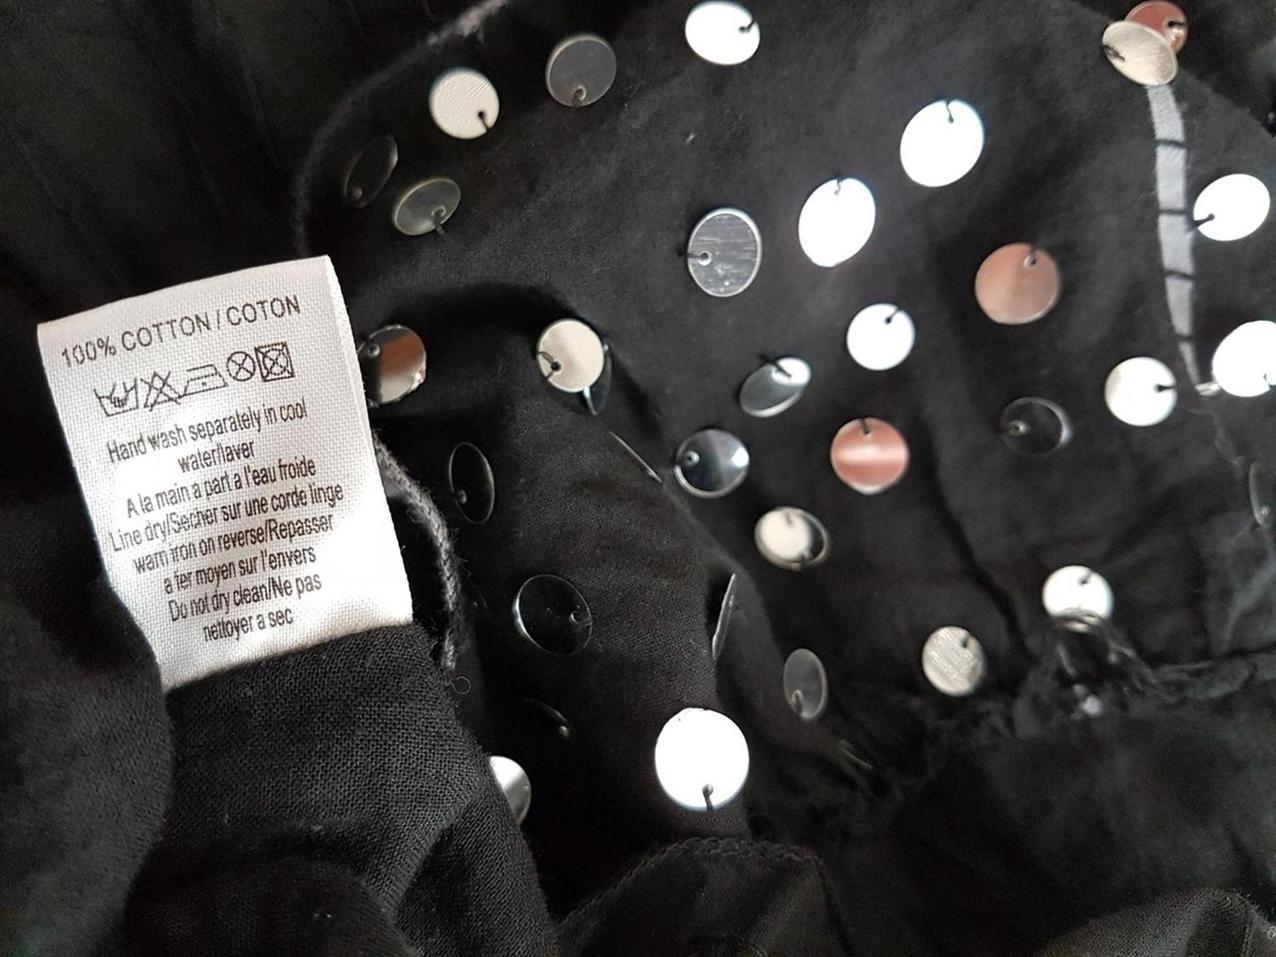 100% COTTON / COTON
Hand wash separately in cool
water/laver
A la main a part a l'eau froide
Line dry/Secher sur une corde linge
warn iron on reverse/Repasser
a fer moyen sur l'envers
Do not dry clean/Ne pas
nettoyer a sec